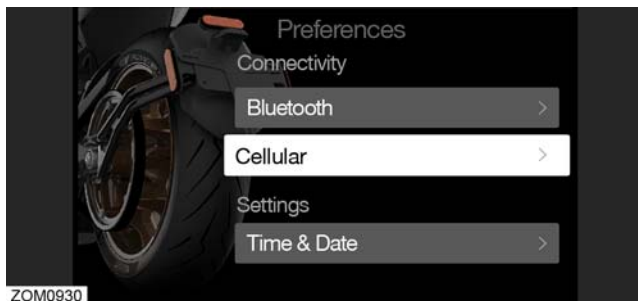 Preferences
Connectivity
Bluetooth
Cellular
Settings
Time & Date
ZOM0930